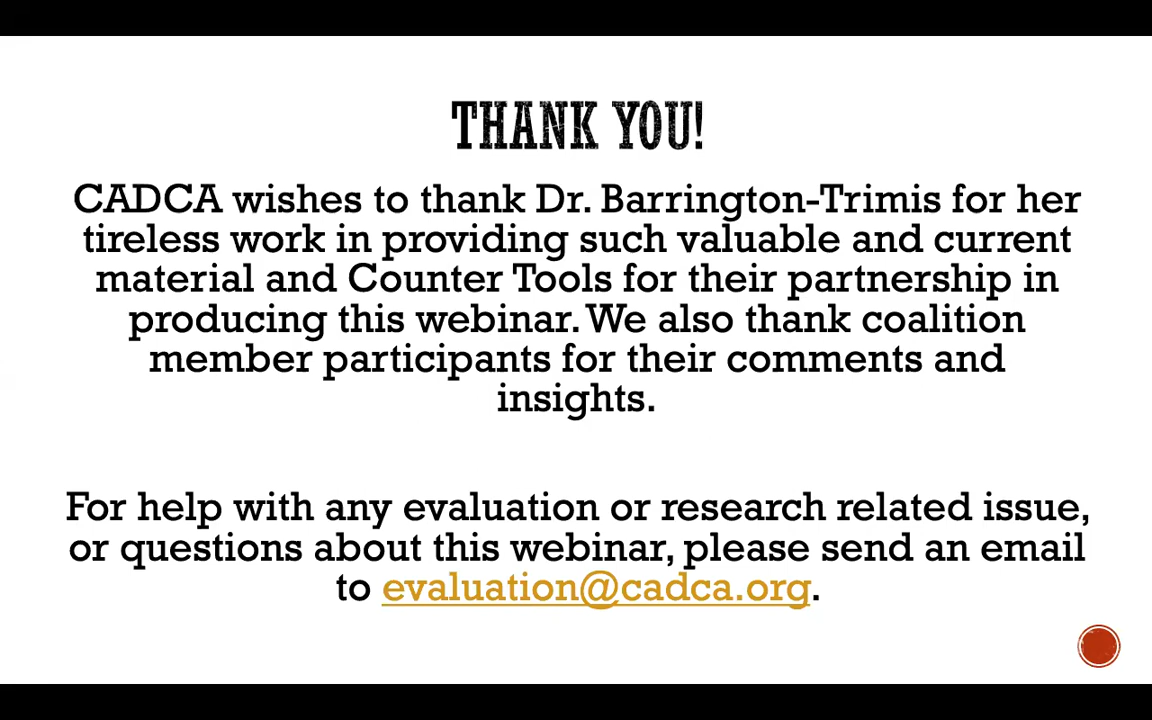 THANK YOU!
CADCA wishes to thank Dr. Barrington-Trimis for her
tireless work in providing such valuable and current
material and Counter Tools for their partnership in
producing this webinar. We also thank coalition
member participants for their comments and
insights.
For help with any evaluation or research related issue,
or questions about this webinar, please send an email
to evaluation@cadca.org.